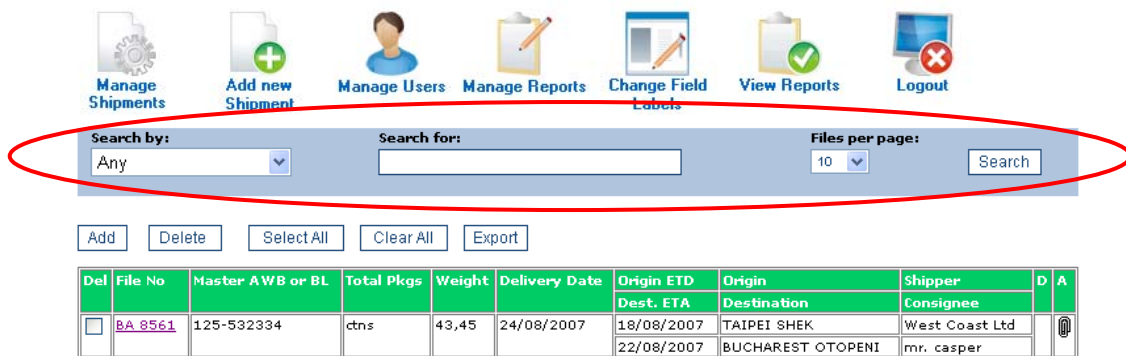 Manage Shipments
Add new Shipment
Manage Users
Manage Reports
Change Field Labels
View Reports
Logout
Search by:
Search for:
Files per page:
Any
10
Search
Add
Delete
Select All
Clear All
Export
Del File No Master AWB or BL Total Pkgs Weight Delivery Date Origin ETD Origin Shipper D A
Dest. ETA Destination Consignee
BA 8561 125-532334 ctns 43,45 24/08/2007 18/08/2007 TAIPEI SHEK West Coast Ltd
22/08/2007 BUCHAREST OTOPENI mr. casper